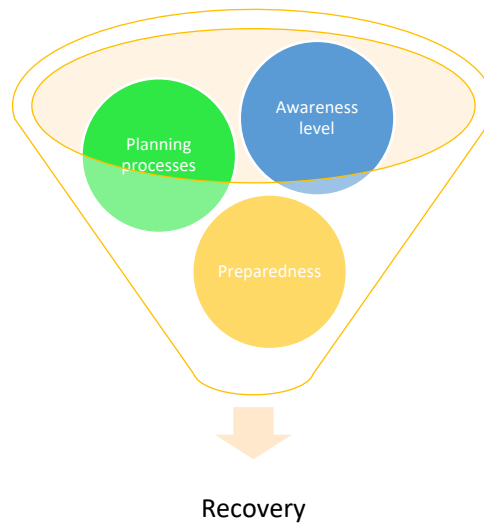 Awareness
level
Planning
processes
Preparedness
Recovery